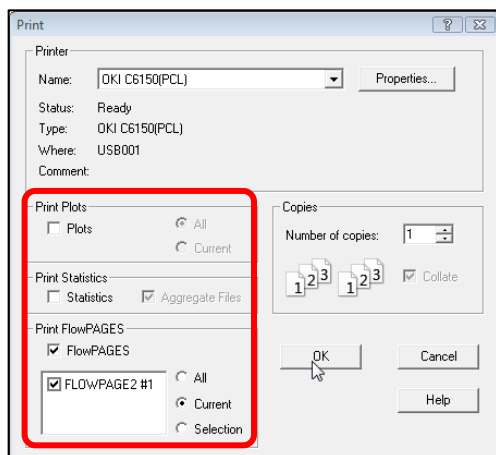 Print
Printer
Name: OKI C6150(PCL) Properties...
Status: Ready
Type: OKI C6150(PCL)
Where: USB001
Comment:
Print Plots
Plots All
Current
Print Statistics
Statistics Aggregate Files
Print FlowPAGES
FlowPAGES
FLOWPAGE2 #1 All
Current
Selection
Copies
Number of copies: 1
1 2 3 1 2 3 Collate
OK Cancel
Help